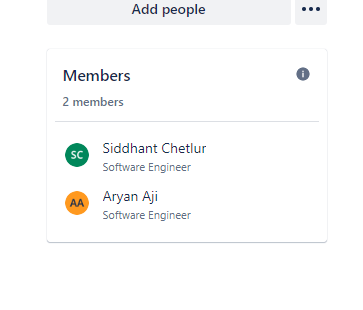 Add people
Members
2 members
SC
Siddhant Chetlur
Software Engineer
AA
Aryan Aji
Software Engineer